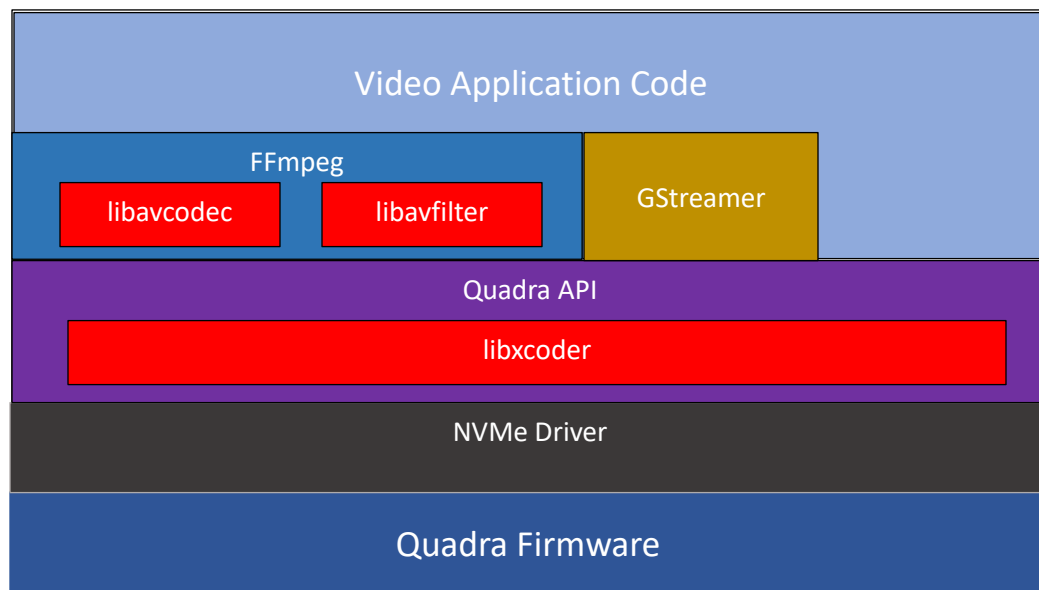 Video Application Code
FFmpeg
libavcodec
libavfilter
GStreamer
Quadra API
libxcoder
NVMe Driver
Quadra Firmware